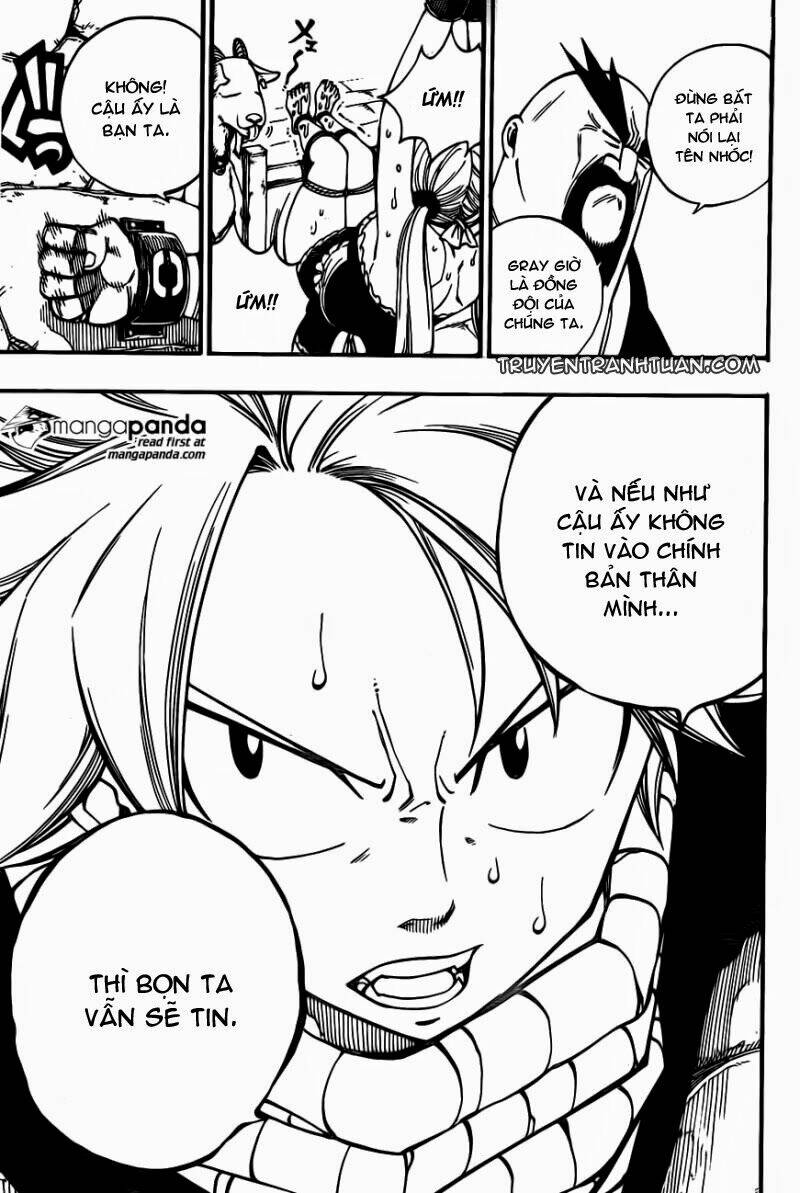 ĐỪNG BẮT
TA PHẢI
NÓI LẠI
TÊN NHÓC!
GRAY GIỜ
LÀ ĐỒNG
ĐỘI CỦA
CHÚNG TA.
ỨM!!
ỨM!!
KHÔNG!
CẬU ẤY LÀ
BẠN TA.
TRUYENTRANHTUAN.COM
mangapanda
read first at
mangapanda.com
VÀ NẾU NHƯ
CẬU ẤY KHÔNG
TIN VÀO CHÍNH
BẢN THÂN
MÌNH...
THÌ BỌN TA
VẪN SẼ TIN.